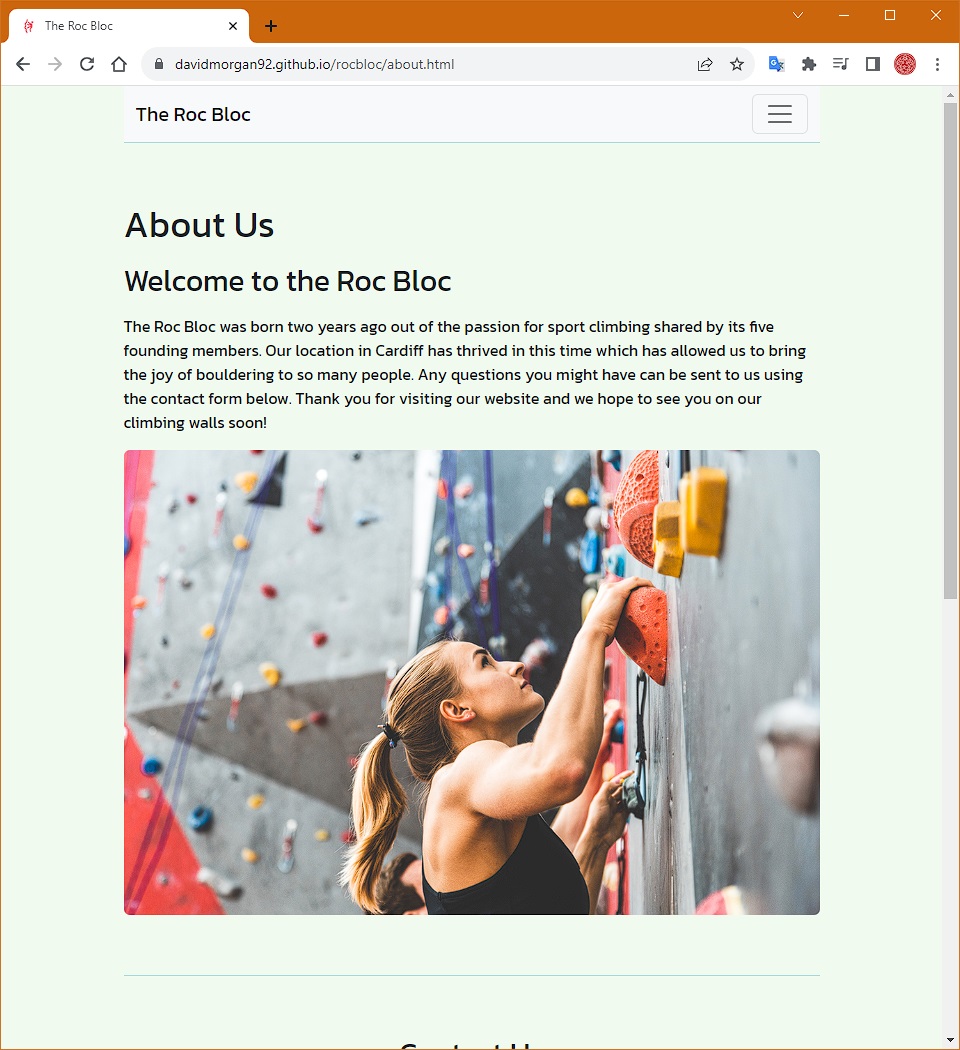 The Roc Bloc
davidmorgan92.github.io/rocbloc/about.html
The Roc Bloc
About Us
Welcome to the Roc Bloc
The Roc Bloc was born two years ago out of the passion for sport climbing shared by its five
founding members. Our location in Cardiff has thrived in this time which has allowed us to bring
the joy of bouldering to so many people. Any questions you might have can be sent to us using
the contact form below. Thank you for visiting our website and we hope to see you on our
climbing walls soon!